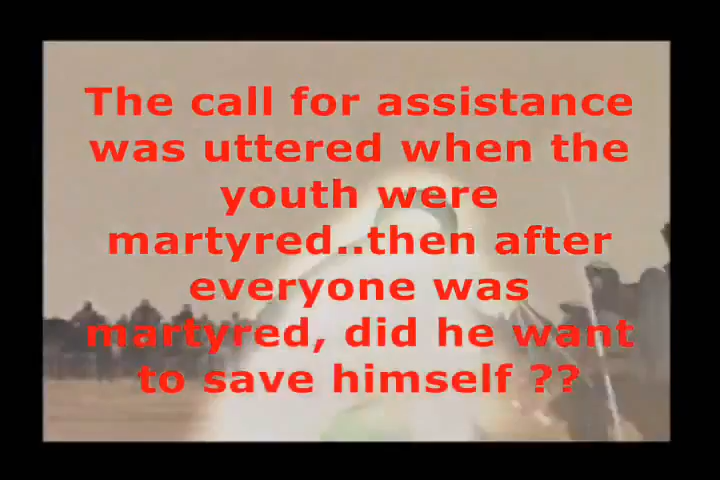 The call for assistance
was uttered when the
youth were
martyred..then after
everyone was
martyred, did he want
to save himself ??